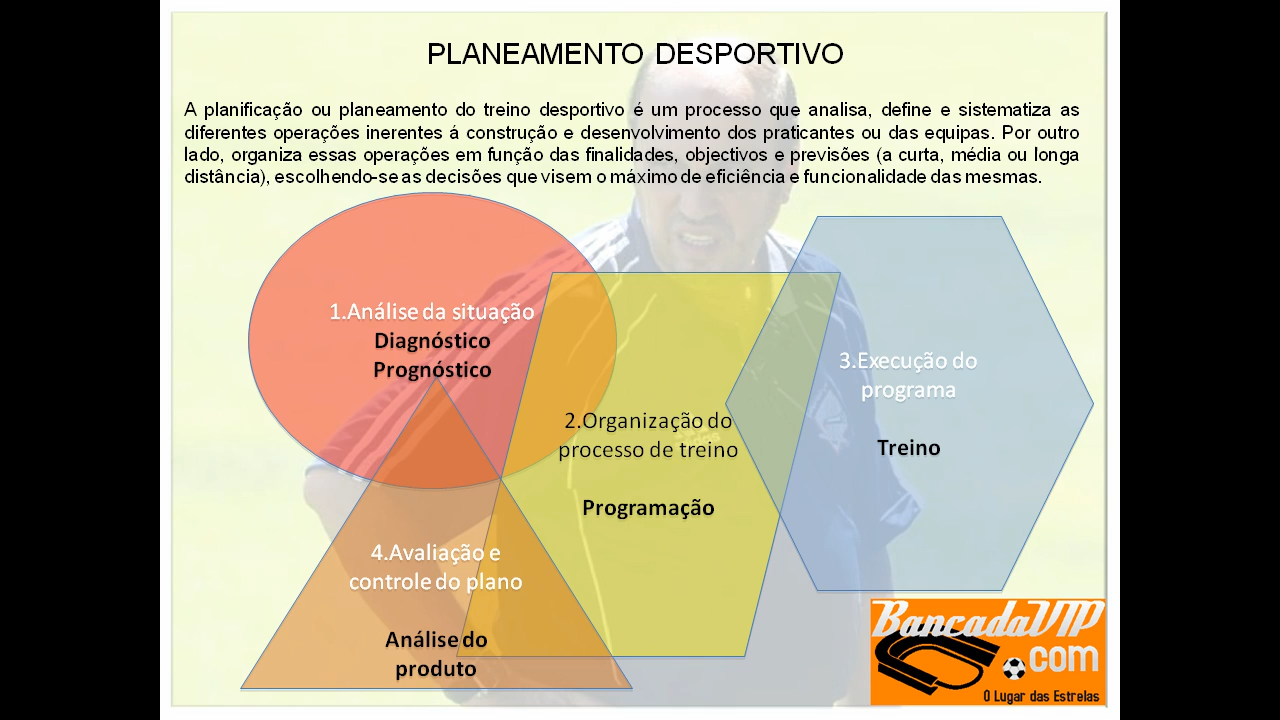 PLANEAMENTO DESPORTIVO
A planificação ou planeamento do treino desportivo é um processo que analisa, define e sistematiza as
diferentes operações inerentes á construção e desenvolvimento dos praticantes ou das equipas. Por outro
lado, organiza essas operações em função das finalidades, objectivos e previsões (a curta, média ou longa
distância), escolhendo-se as decisões que visem o máximo de eficiência e funcionalidade das mesmas.
1.Análise da situação
Diagnóstico
Prognóstico
2.Organização do
processo de treino
Programação
3.Execução do
programa
Treino
4.Avaliação e
controle do plano
Análise do
produto
BancadaVIP
.com
O Lugar das Estrelas